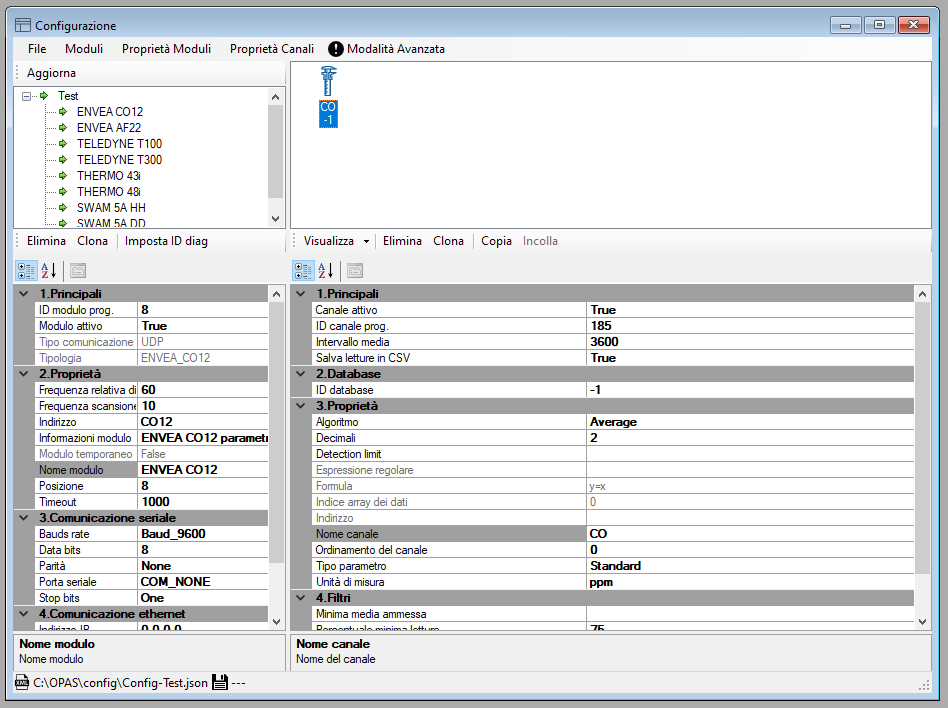 Configurazione
File Moduli Proprietà Moduli Proprietà Canali Modalità Avanzata
Aggiorna
Test
ENVEA CO12
ENVEA AF22
TELEDYNE T100
TELEDYNE T300
THERMO 43i
THERMO 48i
SWAM 5A HH
SWAM 5A DD
CO
-1
Elimina Clona Imposta ID diag
Visualizza Elimina Clona Copia Incolla
1.Principali
ID modulo prog. 8
Modulo attivo True
Tipo comunicazione UDP
Tipologia ENVEA_CO12
2.Proprietà
Frequenza relativa di 60
Frequenza scansione 10
Indirizzo CO12
Informazioni modulo ENVEA CO12 parametri
Modulo temporaneo False
Nome modulo ENVEA CO12
Posizione 8
Timeout 1000
3.Comunicazione seriale
Bauds rate Baud_9600
Data bits 8
Parità None
Porta seriale COM_NONE
Stop bits One
4.Comunicazione ethernet
Indirizzo IP 0.0.0.0
Nome modulo
Nome modulo
1.Principali
Canale attivo True
ID canale prog. 185
Intervallo media 3600
Salva letture in CSV True
2.Database
ID database -1
3.Proprietà
Algoritmo Average
Decimali 2
Detection limit
Espressione regolare
Formula y=x
Indice array dei dati 0
Indirizzo
Nome canale CO
Ordinamento del canale 0
Tipo parametro Standard
Unità di misura ppm
4.Filtri
Minima media ammessa
Percentuale minima letture 75
Nome canale
Nome del canale
C:\OPAS\config\Config-Test.json ---